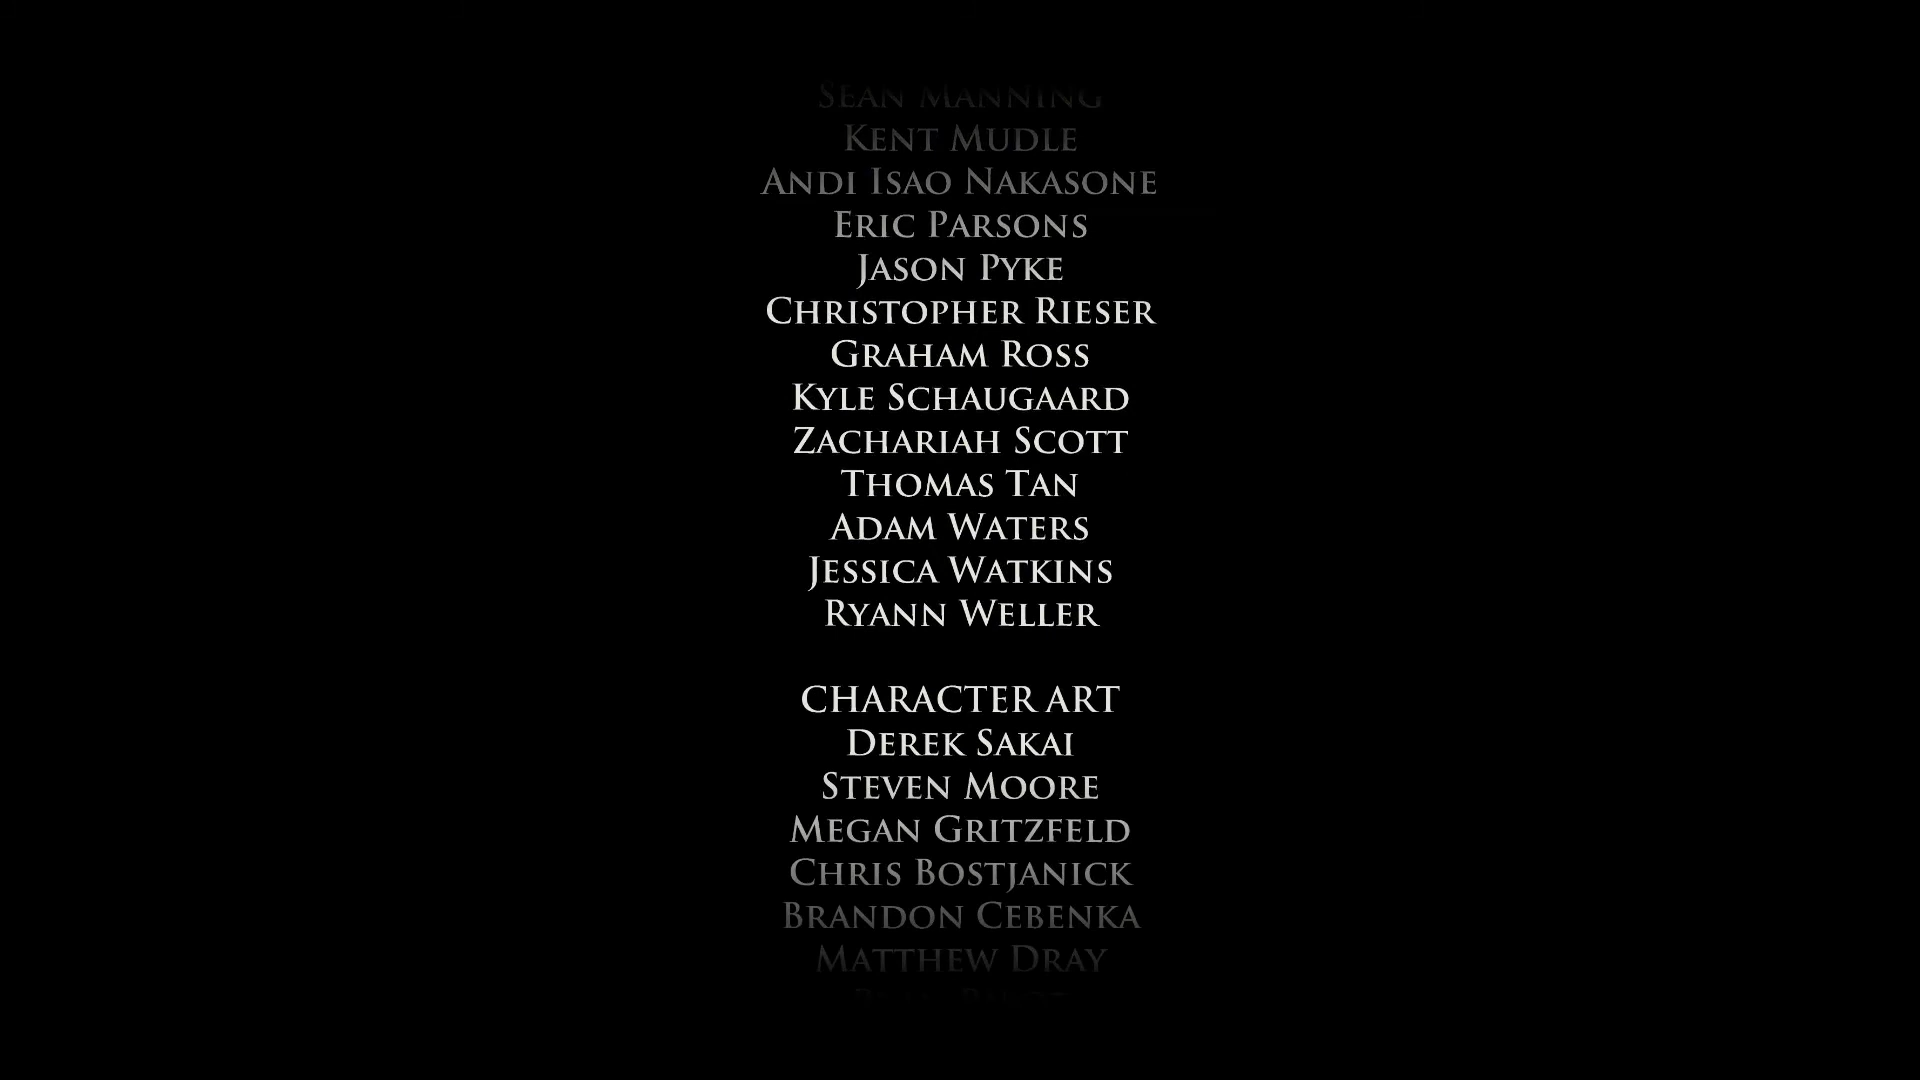 Sean Manning
Kent Mudle
Andi Isao Nakasone
Eric Parsons
Jason Pyke
Christopher Rieser
Graham Ross
Kyle Schaugaard
Zachariah Scott
Thomas Tan
Adam Waters
Jessica Watkins
Ryann Weller
CHARACTER ART
Derek Sakai
Steven Moore
Megan Gritzfeld
Chris Bostjanick
Brandon Cebenka
Matthew Dray